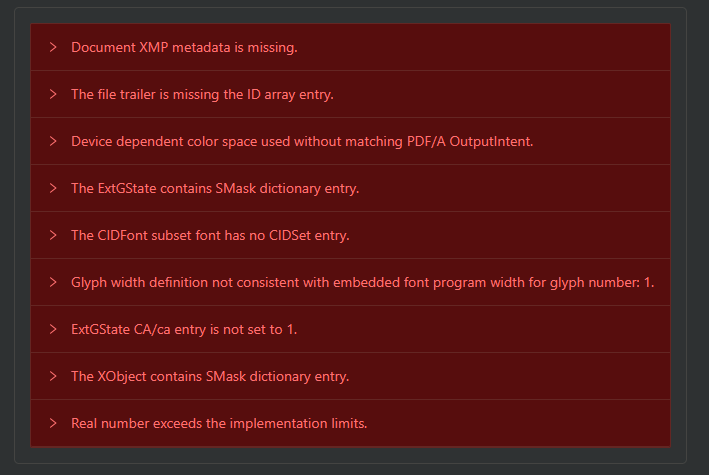 Document XMP metadata is missing.
The file trailer is missing the ID array entry.
Device dependent color space used without matching PDF/A OutputIntent.
The ExtGState contains SMask dictionary entry.
The CIDFont subset font has no CIDSet entry.
Glyph width definition not consistent with embedded font program width for glyph number: 1.
ExtGState CA/ca entry is not set to 1.
The XObject contains SMask dictionary entry.
Real number exceeds the implementation limits.